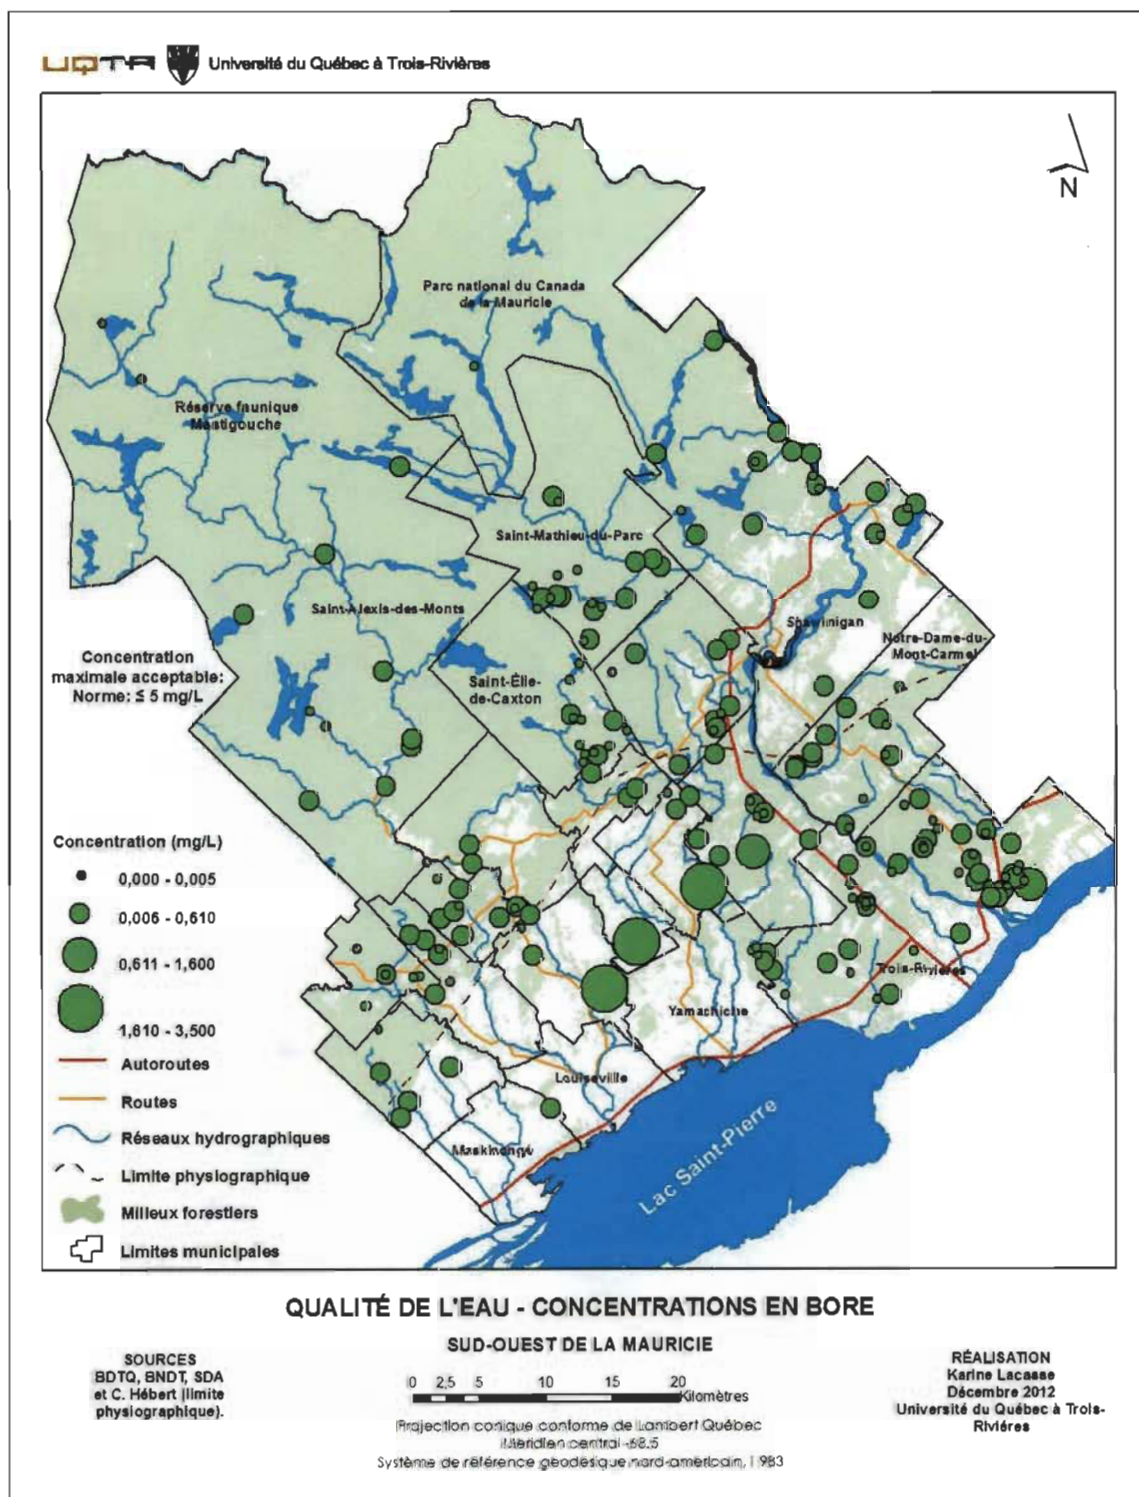 UQTR Université du Québec à Trois-Rivières
N
Parc national du Canada
de la Mauricie
Réserve faunique
Mastigouche
Saint-Mathieu-du-Parc
Saint-Alexis-des-Monts
Shawinigan
Notre-Dame-du-
Mont-Carmel
Concentration
maximale acceptable:
Norme: ≤ 5 mg/L
Saint-Élie-
de-Caxton
Concentration (mg/L)
0,000 - 0,005
0,006 - 0,610
0,611 - 1,600
1,610 - 3,500
Trois-Rivières
Yamachiche
Louiseville
Maskinongé
Lac Saint-Pierre
Autoroutes
Routes
Réseaux hydrographiques
Limite physiographique
Milieux forestiers
Limites municipales
QUALITÉ DE L'EAU - CONCENTRATIONS EN BORE
SUD-OUEST DE LA MAURICIE
SOURCES
BDTQ, BNDT, SDA
et C. Hébert (limite
physiographique).
0 2,5 5 10 15 20
Kilomètres
Projection conique conforme de Lambert Québec
Méridien central -68.5
Système de référence géodésique nord-américain, 1983
RÉALISATION
Karine Lacasse
Décembre 2012
Université du Québec à Trois-
Rivières